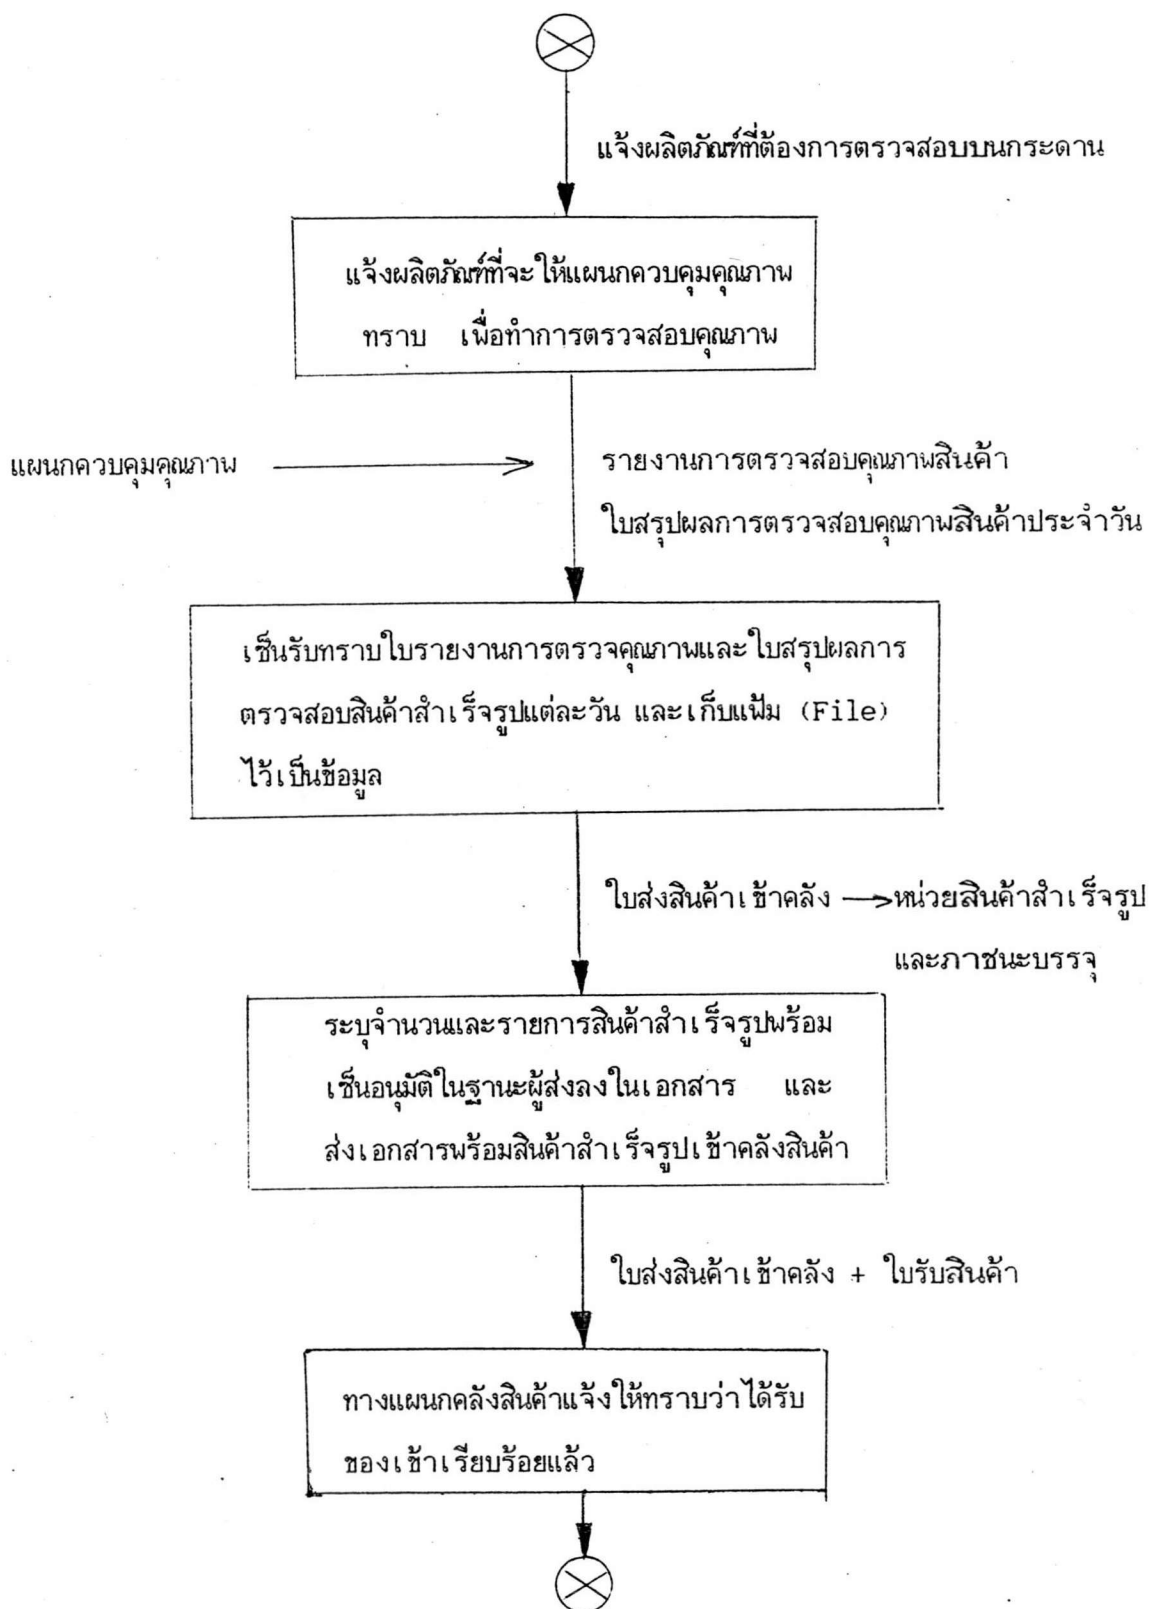 แจ้งผลิตภัณฑ์ที่ต้องการตรวจสอบบนกระดาน
แจ้งผลิตภัณฑ์ที่จะให้แผนกควบคุมคุณภาพ
ทราบ เพื่อทำการตรวจสอบคุณภาพ
แผนกควบคุมคุณภาพ
รายงานการตรวจสอบคุณภาพสินค้า
ใบสรุปผลการตรวจสอบคุณภาพสินค้าประจำวัน
เซ็นรับทราบใบรายงานการตรวจคุณภาพและใบสรุปผลการ
ตรวจสอบสินค้าสำเร็จรูปแต่ละวัน และเก็บแฟ้ม (File)
ไว้เป็นข้อมูล
ใบส่งสินค้าเข้าคลัง → หน่วยสินค้าสำเร็จรูป
และภาชนะบรรจุ
ระบุจำนวนและรายการสินค้าสำเร็จรูปพร้อม
เซ็นอนุมัติในฐานะผู้ส่งลงในเอกสาร และ
ส่งเอกสารพร้อมสินค้าสำเร็จรูปเข้าคลังสินค้า
ใบส่งสินค้าเข้าคลัง + ใบรับสินค้า
ทางแผนกคลังสินค้าแจ้งให้ทราบว่าได้รับ
ของเข้าเรียบร้อยแล้ว